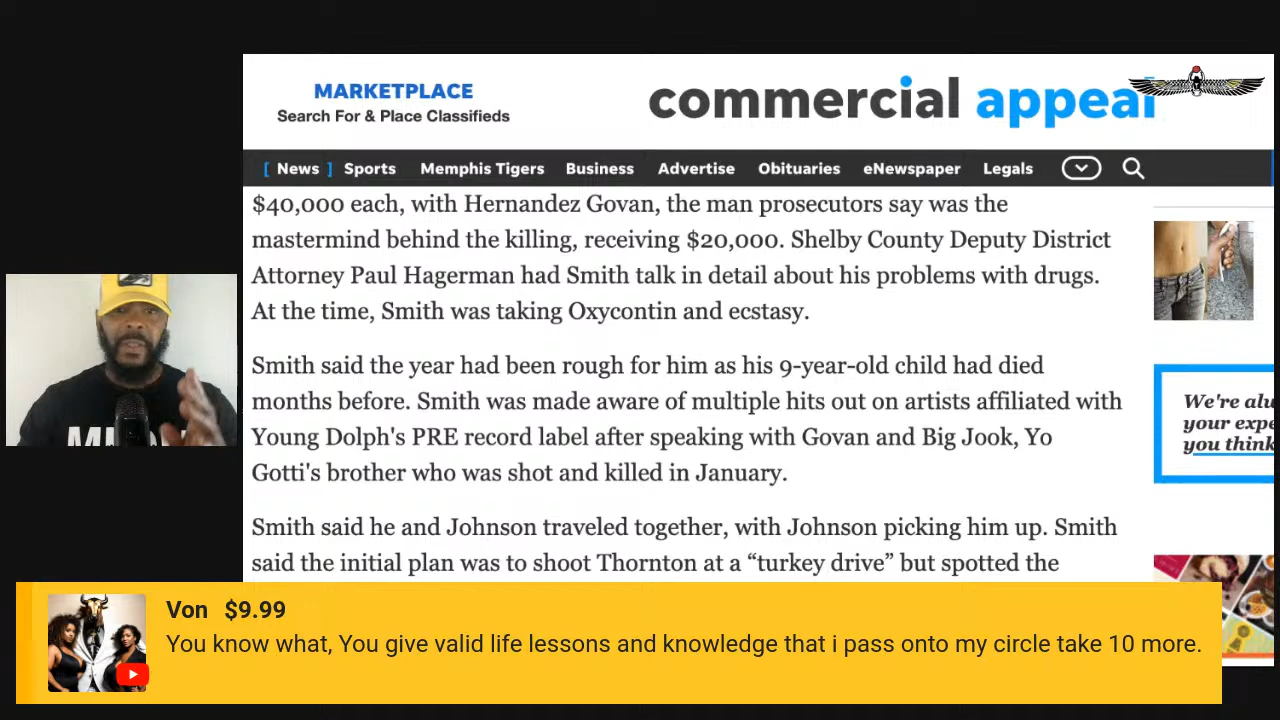 MARKETPLACE
Search For & Place Classifieds
commercial appeal
[ News ] Sports Memphis Tigers Business Advertise Obituaries eNewspaper Legals
$40,000 each, with Hernandez Govan, the man prosecutors say was the
mastermind behind the killing, receiving $20,000. Shelby County Deputy District
Attorney Paul Hagerman had Smith talk in detail about his problems with drugs.
At the time, Smith was taking Oxycontin and ecstasy.
Smith said the year had been rough for him as his 9-year-old child had died
months before. Smith was made aware of multiple hits out on artists affiliated with
Young Dolph's PRE record label after speaking with Govan and Big Jook, Yo
Gotti's brother who was shot and killed in January.
Smith said he and Johnson traveled together, with Johnson picking him up. Smith
said the initial plan was to shoot Thornton at a “turkey drive” but spotted the
We're
your
you think
Von $9.99
You know what, You give valid life lessons and knowledge that i pass onto my circle take 10 more.